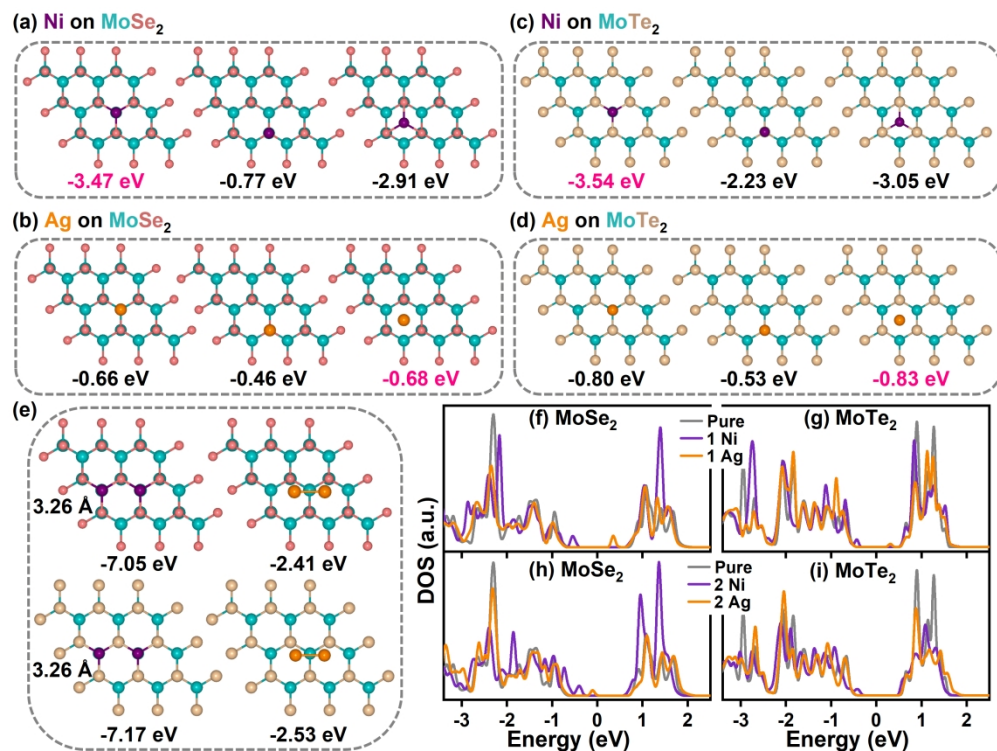 (a) Ni on MoSe₂
-3.47 eV -0.77 eV -2.91 eV
(c) Ni on MoTe₂
-3.54 eV -2.23 eV -3.05 eV
(b) Ag on MoSe₂
-0.66 eV -0.46 eV -0.68 eV
(d) Ag on MoTe₂
-0.80 eV -0.53 eV -0.83 eV
(e)
3.26 Å
-7.05 eV -2.41 eV
3.26 Å
-7.17 eV -2.53 eV
DOS (a.u.)
(f) MoSe₂
Pure
1 Ni
1 Ag
(g) MoTe₂
(h) MoSe₂
Pure
2 Ni
2 Ag
(i) MoTe₂
-3 -2 -1 0 1 2
-3 -2 -1 0 1 2
Energy (eV) Energy (eV)